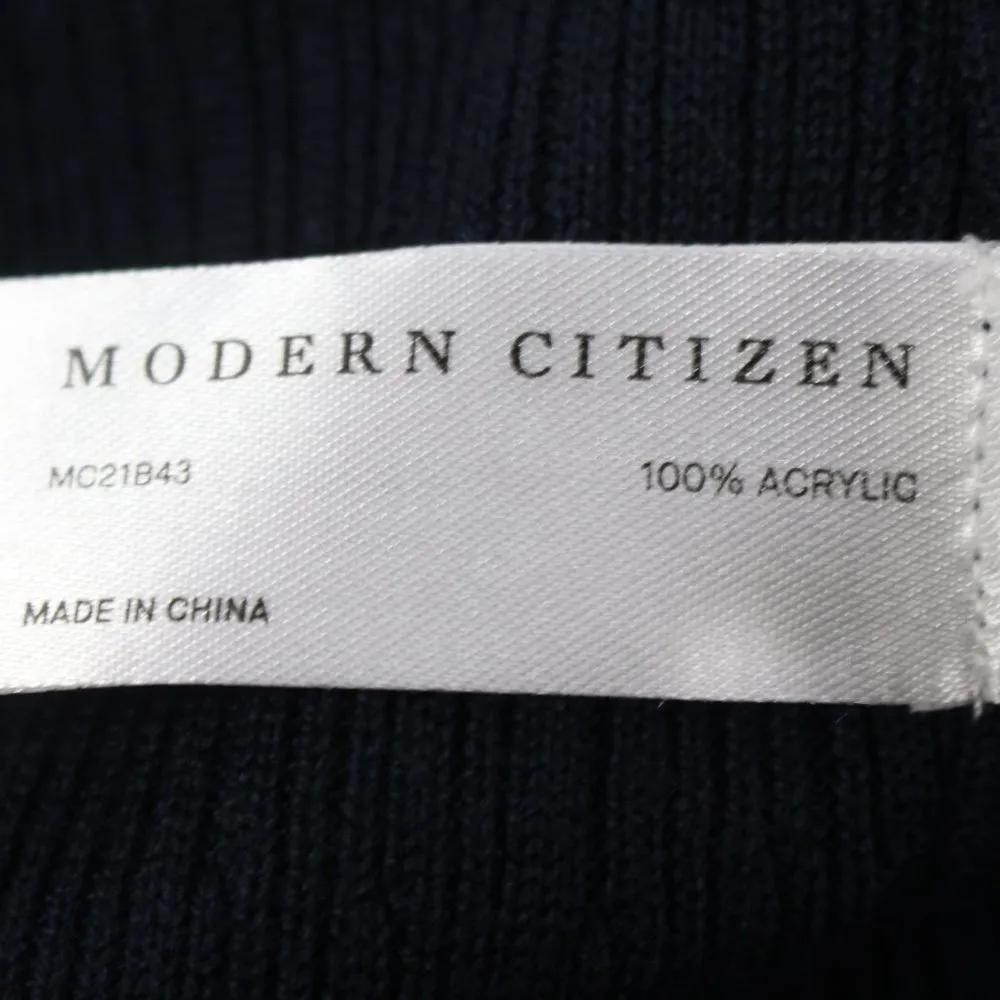 MODERN CITIZEN
MC21B43 100% ACRYLIC
MADE IN CHINA